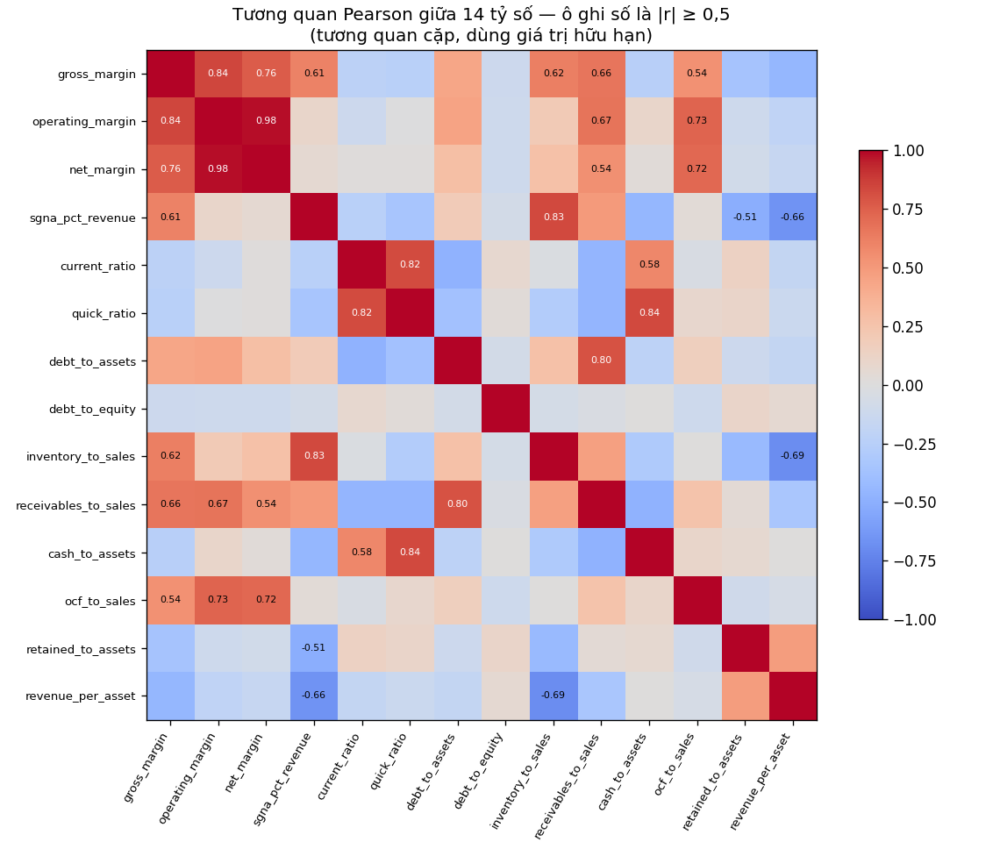 Tương quan Pearson giữa 14 tỷ số — ô ghi số là |r| ≥ 0,5
(tương quan cặp, dùng giá trị hữu hạn)
gross_margin 0.84 0.76 0.61 0.62 0.66 0.54
operating_margin 0.84 0.98 0.67 0.73
net_margin 0.76 0.98 0.54 0.72
sgna_pct_revenue 0.61 0.83 -0.51 -0.66
current_ratio 0.82 0.58
quick_ratio 0.82 0.84
debt_to_assets 0.80
debt_to_equity
inventory_to_sales 0.62 0.83 -0.69
receivables_to_sales 0.66 0.67 0.54 0.80
cash_to_assets 0.58 0.84
ocf_to_sales 0.54 0.73 0.72
retained_to_assets -0.51
revenue_per_asset -0.66 -0.69
gross_margin
operating_margin
net_margin
sgna_pct_revenue
current_ratio
quick_ratio
debt_to_assets
debt_to_equity
inventory_to_sales
receivables_to_sales
cash_to_assets
ocf_to_sales
retained_to_assets
revenue_per_asset
1.00
0.75
0.50
0.25
0.00
−0.25
−0.50
−0.75
−1.00